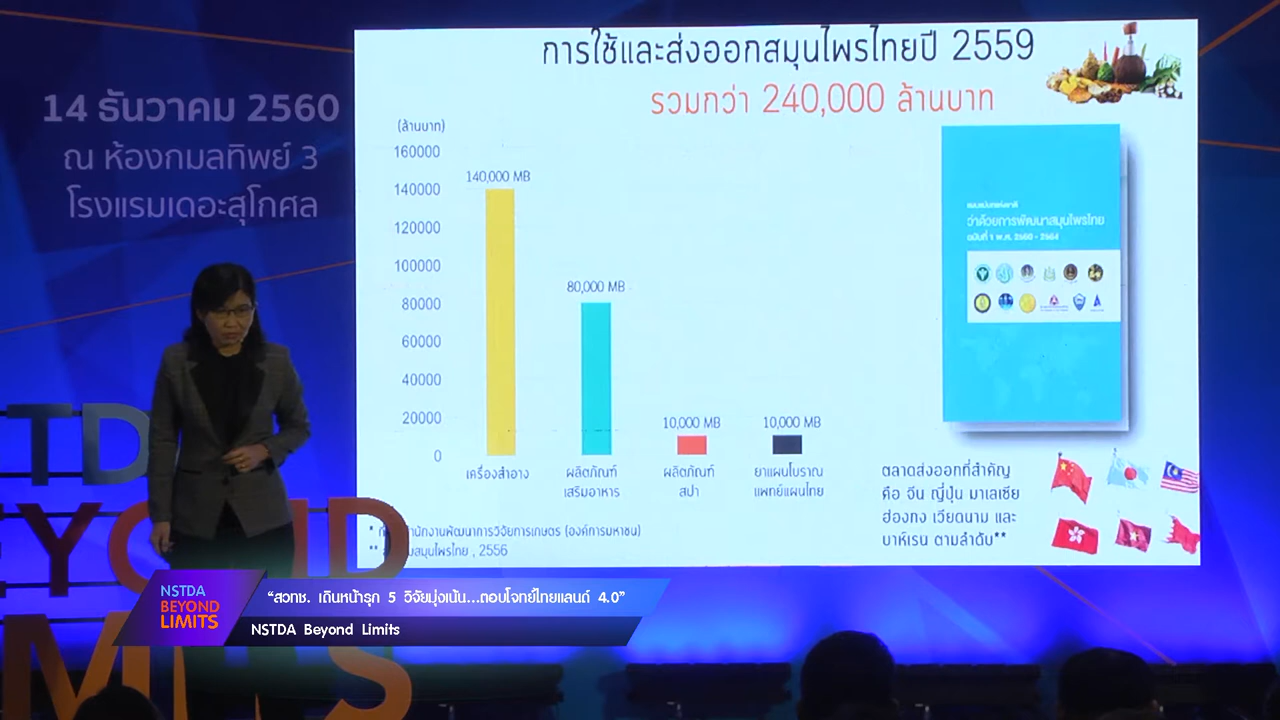 14 ธันวาคม 2560
ณ ห้องกมลทิพย์ 3
โรงแรมเดอะสุโกศล
การใช้และส่งออกสมุนไพรไทยปี 2559
รวมกว่า 240,000 ล้านบาท
(ล้านบาท)
160000
140000
120000
100000
80000
60000
40000
20000
0
140,000 MB
80,000 MB
10,000 MB
10,000 MB
เครื่องสำอาง
ผลิตภัณฑ์
เสริมอาหาร
ผลิตภัณฑ์
สปา
ยาแผนโบราณ
แพทย์แผนไทย
แผนแม่บทแห่งชาติ
ว่าด้วยการพัฒนาสมุนไพรไทย
ฉบับที่ 1 พ.ศ. 2560 - 2564
ตลาดส่งออกที่สำคัญ
คือ จีน ญี่ปุ่น มาเลเซีย
ฮ่องกง เวียดนาม และ
บาห์เรน ตามลำดับ**
* สำนักงานพัฒนาการวิจัยการเกษตร (องค์การมหาชน)
** สมุนไพรไทย , 2556
NSTDA
BEYOND
LIMITS
“สวทช. เดินหน้ารุก 5 วิจัยมุ่งเน้น...ตอบโจทย์ไทยแลนด์ 4.0”
NSTDA Beyond Limits